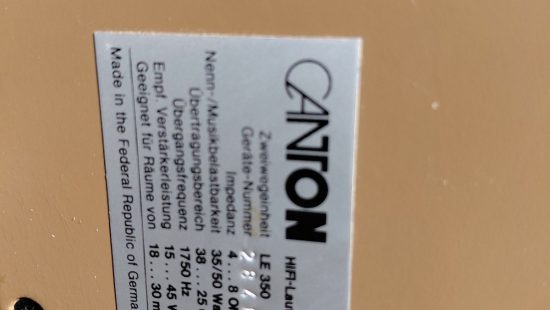 CANTON HiFi-Lau
Zweiwegeinheit LE 350
Geräte-Nummer 284
Impedanz 4...8 O
Nenn-/Musikbelastbarkeit 35/50 Wa
Übertragungsbereich 38...25
Übergangsfrequenz 1750 Hz
Empf. Verstärkerleistung 15...45 W
Geeignet für Räume von 18...30 m
Made in the Federal Republic of Germa